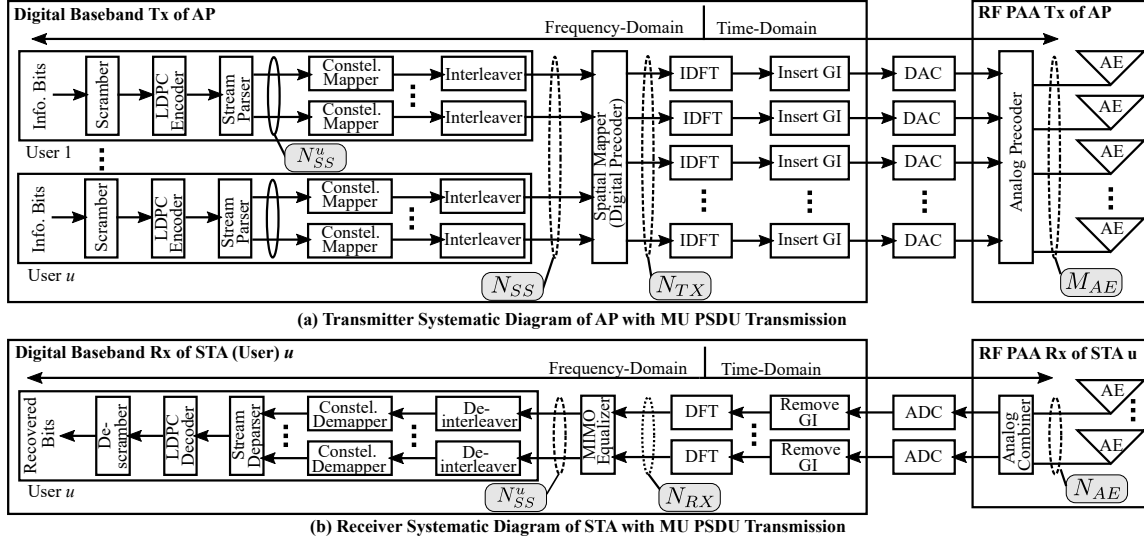 Digital Baseband Tx of AP
RF PAA Tx of AP
Frequency-Domain
Time-Domain
Info. Bits
Scramber
LDPC
Encoder
Stream
Parser
Constel.
Mapper
Interleaver
Constel.
Mapper
Interleaver
User 1
N_{SS}^{u}
Info. Bits
Scramber
LDPC
Encoder
Stream
Parser
Constel.
Mapper
Interleaver
Constel.
Mapper
Interleaver
User u
N_{SS}
Spatial Mapper
(Digital Precoder)
N_{TX}
IDFT
Insert GI
DAC
IDFT
Insert GI
DAC
IDFT
Insert GI
DAC
IDFT
Insert GI
DAC
Analog Precoder
AE
AE
AE
AE
M_{AE}
(a) Transmitter Systematic Diagram of AP with MU PSDU Transmission
Digital Baseband Rx of STA (User) u
RF PAA Rx of STA u
Frequency-Domain
Time-Domain
Recovered
Bits
De-
scramber
LDPC
Decoder
Stream
Deparser
Constel.
Demapper
De-
interleaver
Constel.
Demapper
De-
interleaver
User u
N_{SS}^{u}
MIMO
Equalizer
N_{RX}
DFT
Remove
GI
ADC
DFT
Remove
GI
ADC
Analog
Combiner
AE
AE
N_{AE}
(b) Receiver Systematic Diagram of STA with MU PSDU Transmission